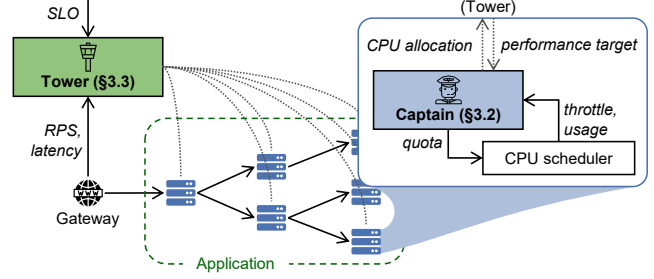 SLO
(Tower)
CPU allocation
performance target
Tower (§3.3)
Captain (§3.2)
throttle,
usage
RPS,
latency
quota
CPU scheduler
WWW
Gateway
Application